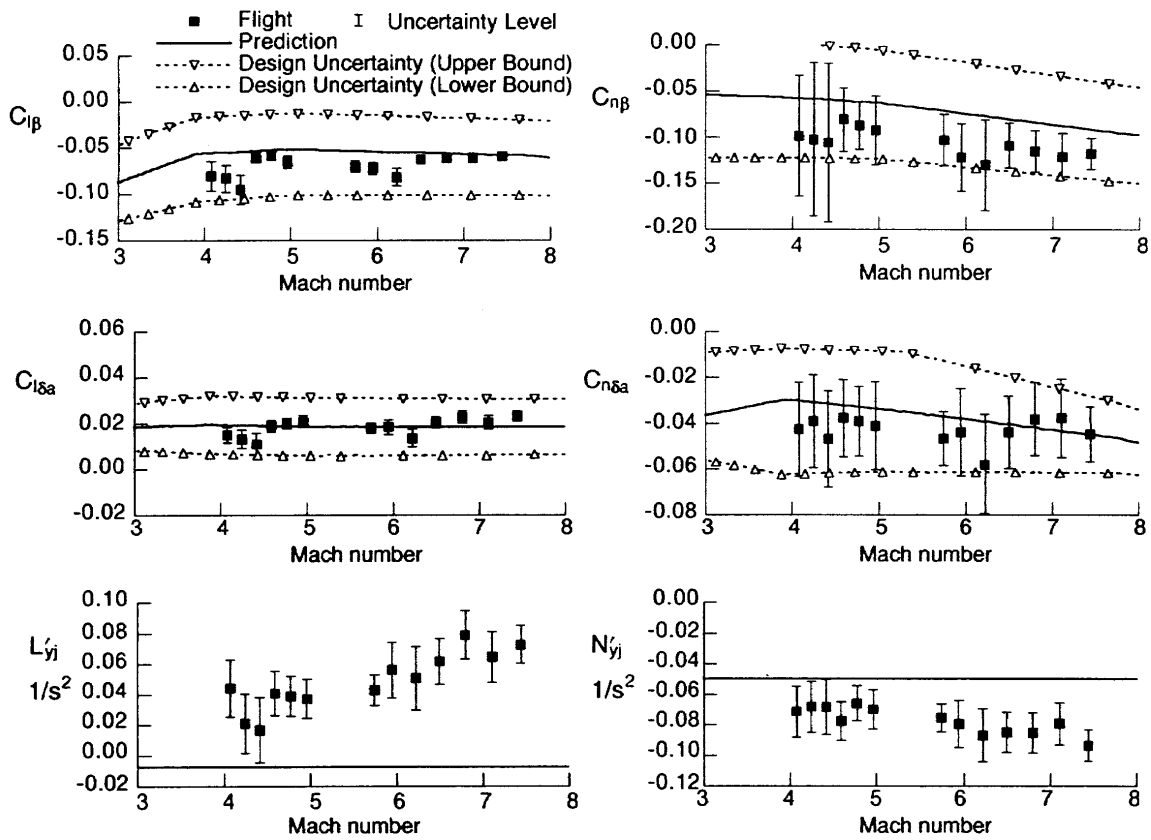 Flight
Uncertainty Level
Prediction
Design Uncertainty (Upper Bound)
Design Uncertainty (Lower Bound)
0.05
0.00
-0.05
-0.10
-0.15
Clβ
3 4 5 6 7 8
Mach number
0.00
-0.05
-0.10
-0.15
-0.20
Cnβ
3 4 5 6 7 8
Mach number
0.06
0.04
0.02
0.00
-0.02
Clδa
3 4 5 6 7 8
Mach number
0.00
-0.02
-0.04
-0.06
-0.08
Cnδa
3 4 5 6 7 8
Mach number
0.10
0.08
0.06
0.04
0.02
0.00
-0.02
L′yj
1/s²
3 4 5 6 7 8
Mach number
0.00
-0.02
-0.04
-0.06
-0.08
-0.10
-0.12
N′yj
1/s²
3 4 5 6 7 8
Mach number